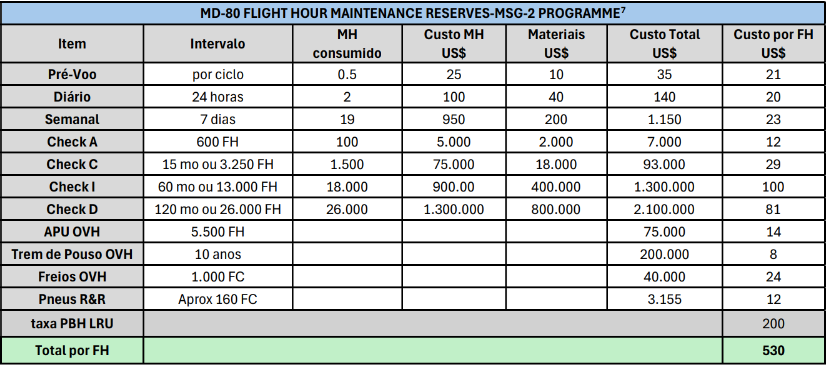 MD-80 FLIGHT HOUR MAINTENANCE RESERVES-MSG-2 PROGRAMME⁷
Item Intervalo MH consumido Custo MH US$ Materiais US$ Custo Total US$ Custo por FH US$
Pré-Voo por ciclo 0.5 25 10 35 21
Diário 24 horas 2 100 40 140 20
Semanal 7 dias 19 950 200 1.150 23
Check A 600 FH 100 5.000 2.000 7.000 12
Check C 15 mo ou 3.250 FH 1.500 75.000 18.000 93.000 29
Check I 60 mo ou 13.000 FH 18.000 900.00 400.000 1.300.000 100
Check D 120 mo ou 26.000 FH 26.000 1.300.000 800.000 2.100.000 81
APU OVH 5.500 FH 75.000 14
Trem de Pouso OVH 10 anos 200.000 8
Freios OVH 1.000 FC 40.000 24
Pneus R&R Aprox 160 FC 3.155 12
taxa PBH LRU 200
Total por FH 530